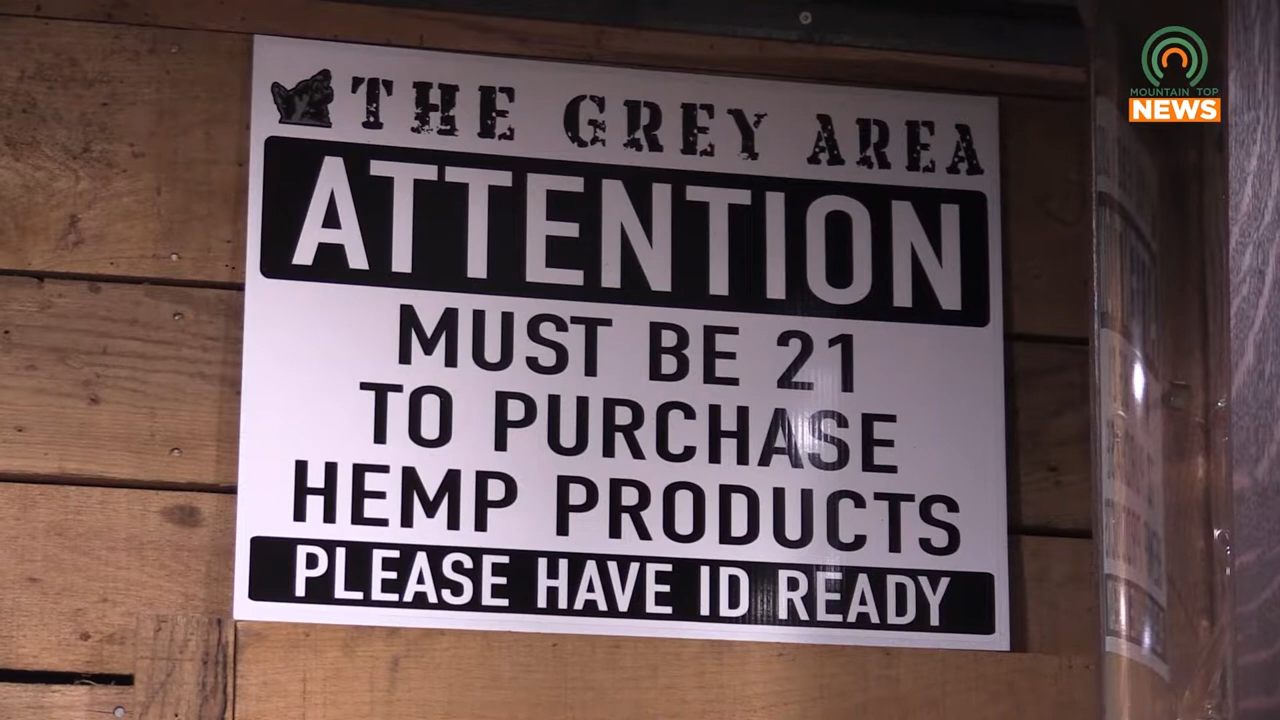 THE GREY AREA
ATTENTION
MUST BE 21
TO PURCHASE
HEMP PRODUCTS
PLEASE HAVE ID READY
MOUNTAIN TOP
NEWS